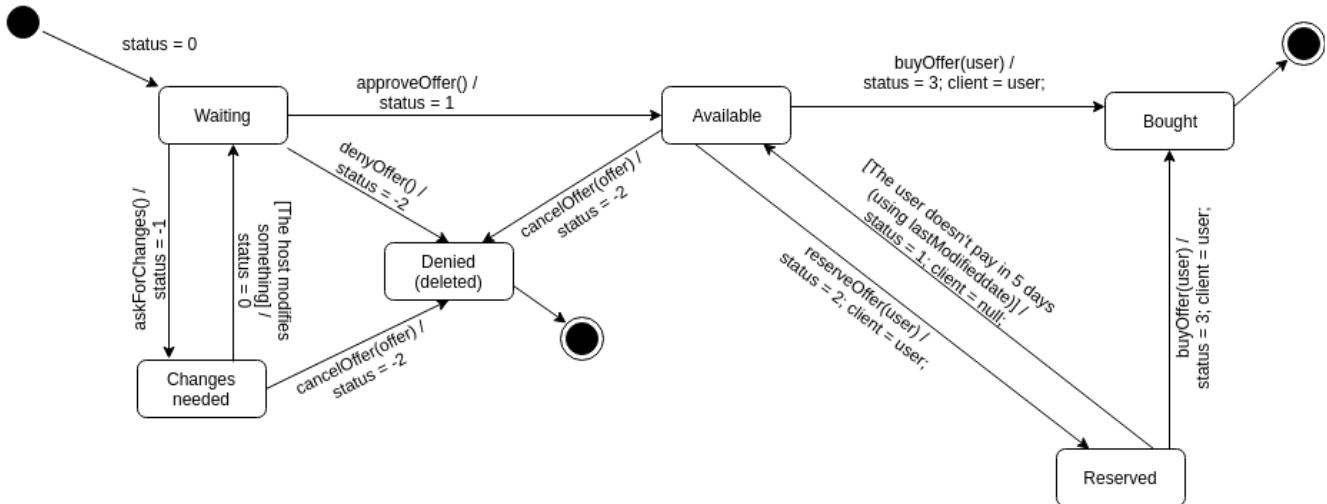 status = 0
Waiting
approveOffer() /
status = 1
Available
buyOffer(user) /
status = 3; client = user;
Bought
denyOffer() /
status = -2
cancelOffer(offer) /
status = -2
askForChanges() /
status = -1
[The host modifies
something] /
status = 0
Denied
(deleted)
[The user doesn't pay in 5 days
(using lastModifieddate)] /
status = 1; client = null;
reserveOffer(user) /
status = 2; client = user;
buyOffer(user) /
status = 3; client = user;
Changes
needed
cancelOffer(offer) /
status = -2
Reserved